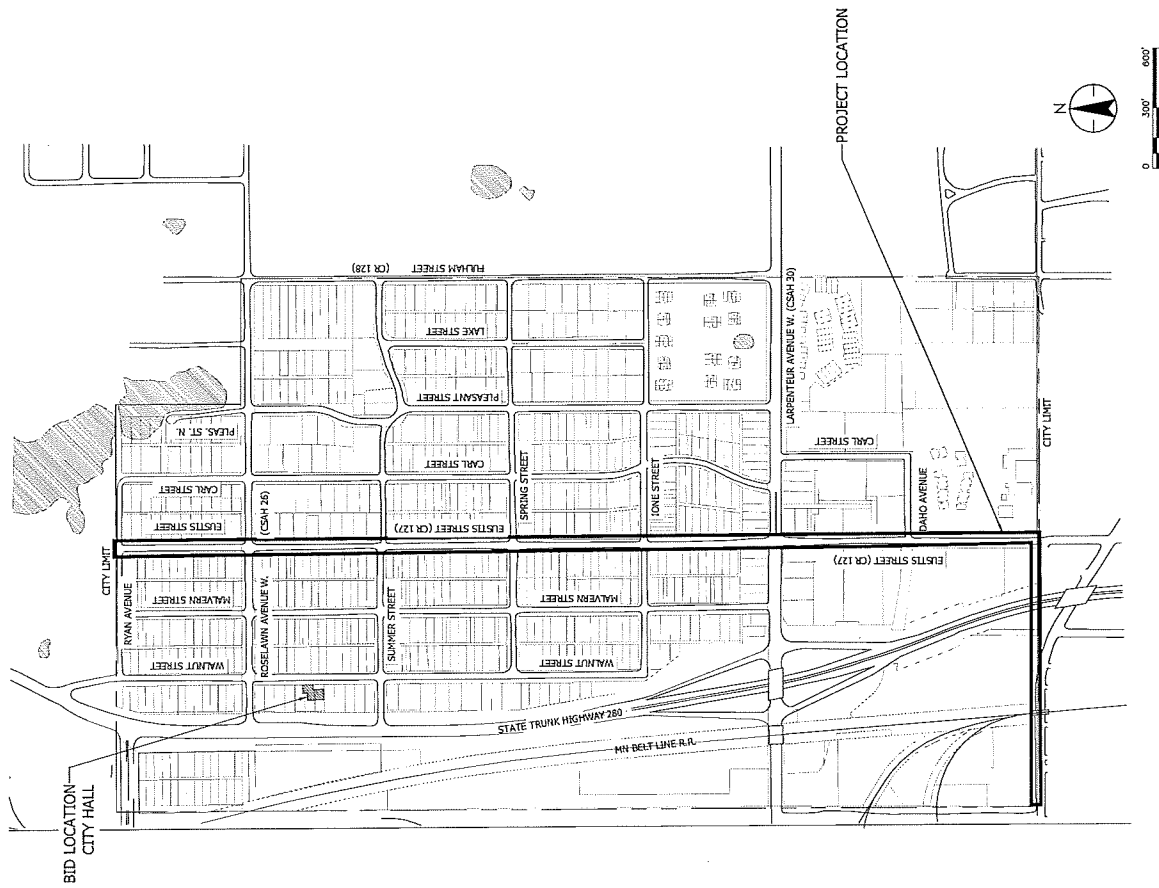 BID LOCATION
CITY HALL
PROJECT LOCATION
N
0
300'
600'
CITY LIMIT
RYAN AVENUE
WALNUT STREET
MALVERN STREET
EUSTIS STREET
CARL STREET
PLEAS. ST. N.
ROSELAWN AVENUE W.
(CSAH 26)
SUMMER STREET
EUSTIS STREET (CR 127)
CARL STREET
PLEASANT STREET
LAKE STREET
FULHAM STREET
(CR 128)
WALNUT STREET
MALVERN STREET
SPRING STREET
IONE STREET
STATE TRUNK HIGHWAY 280
MN BELT LINE R.R.
LARPENTEUR AVENUE W. (CSAH 30)
CARL STREET
IDAHO AVENUE
EUSTIS STREET (CR 127)
CITY LIMIT